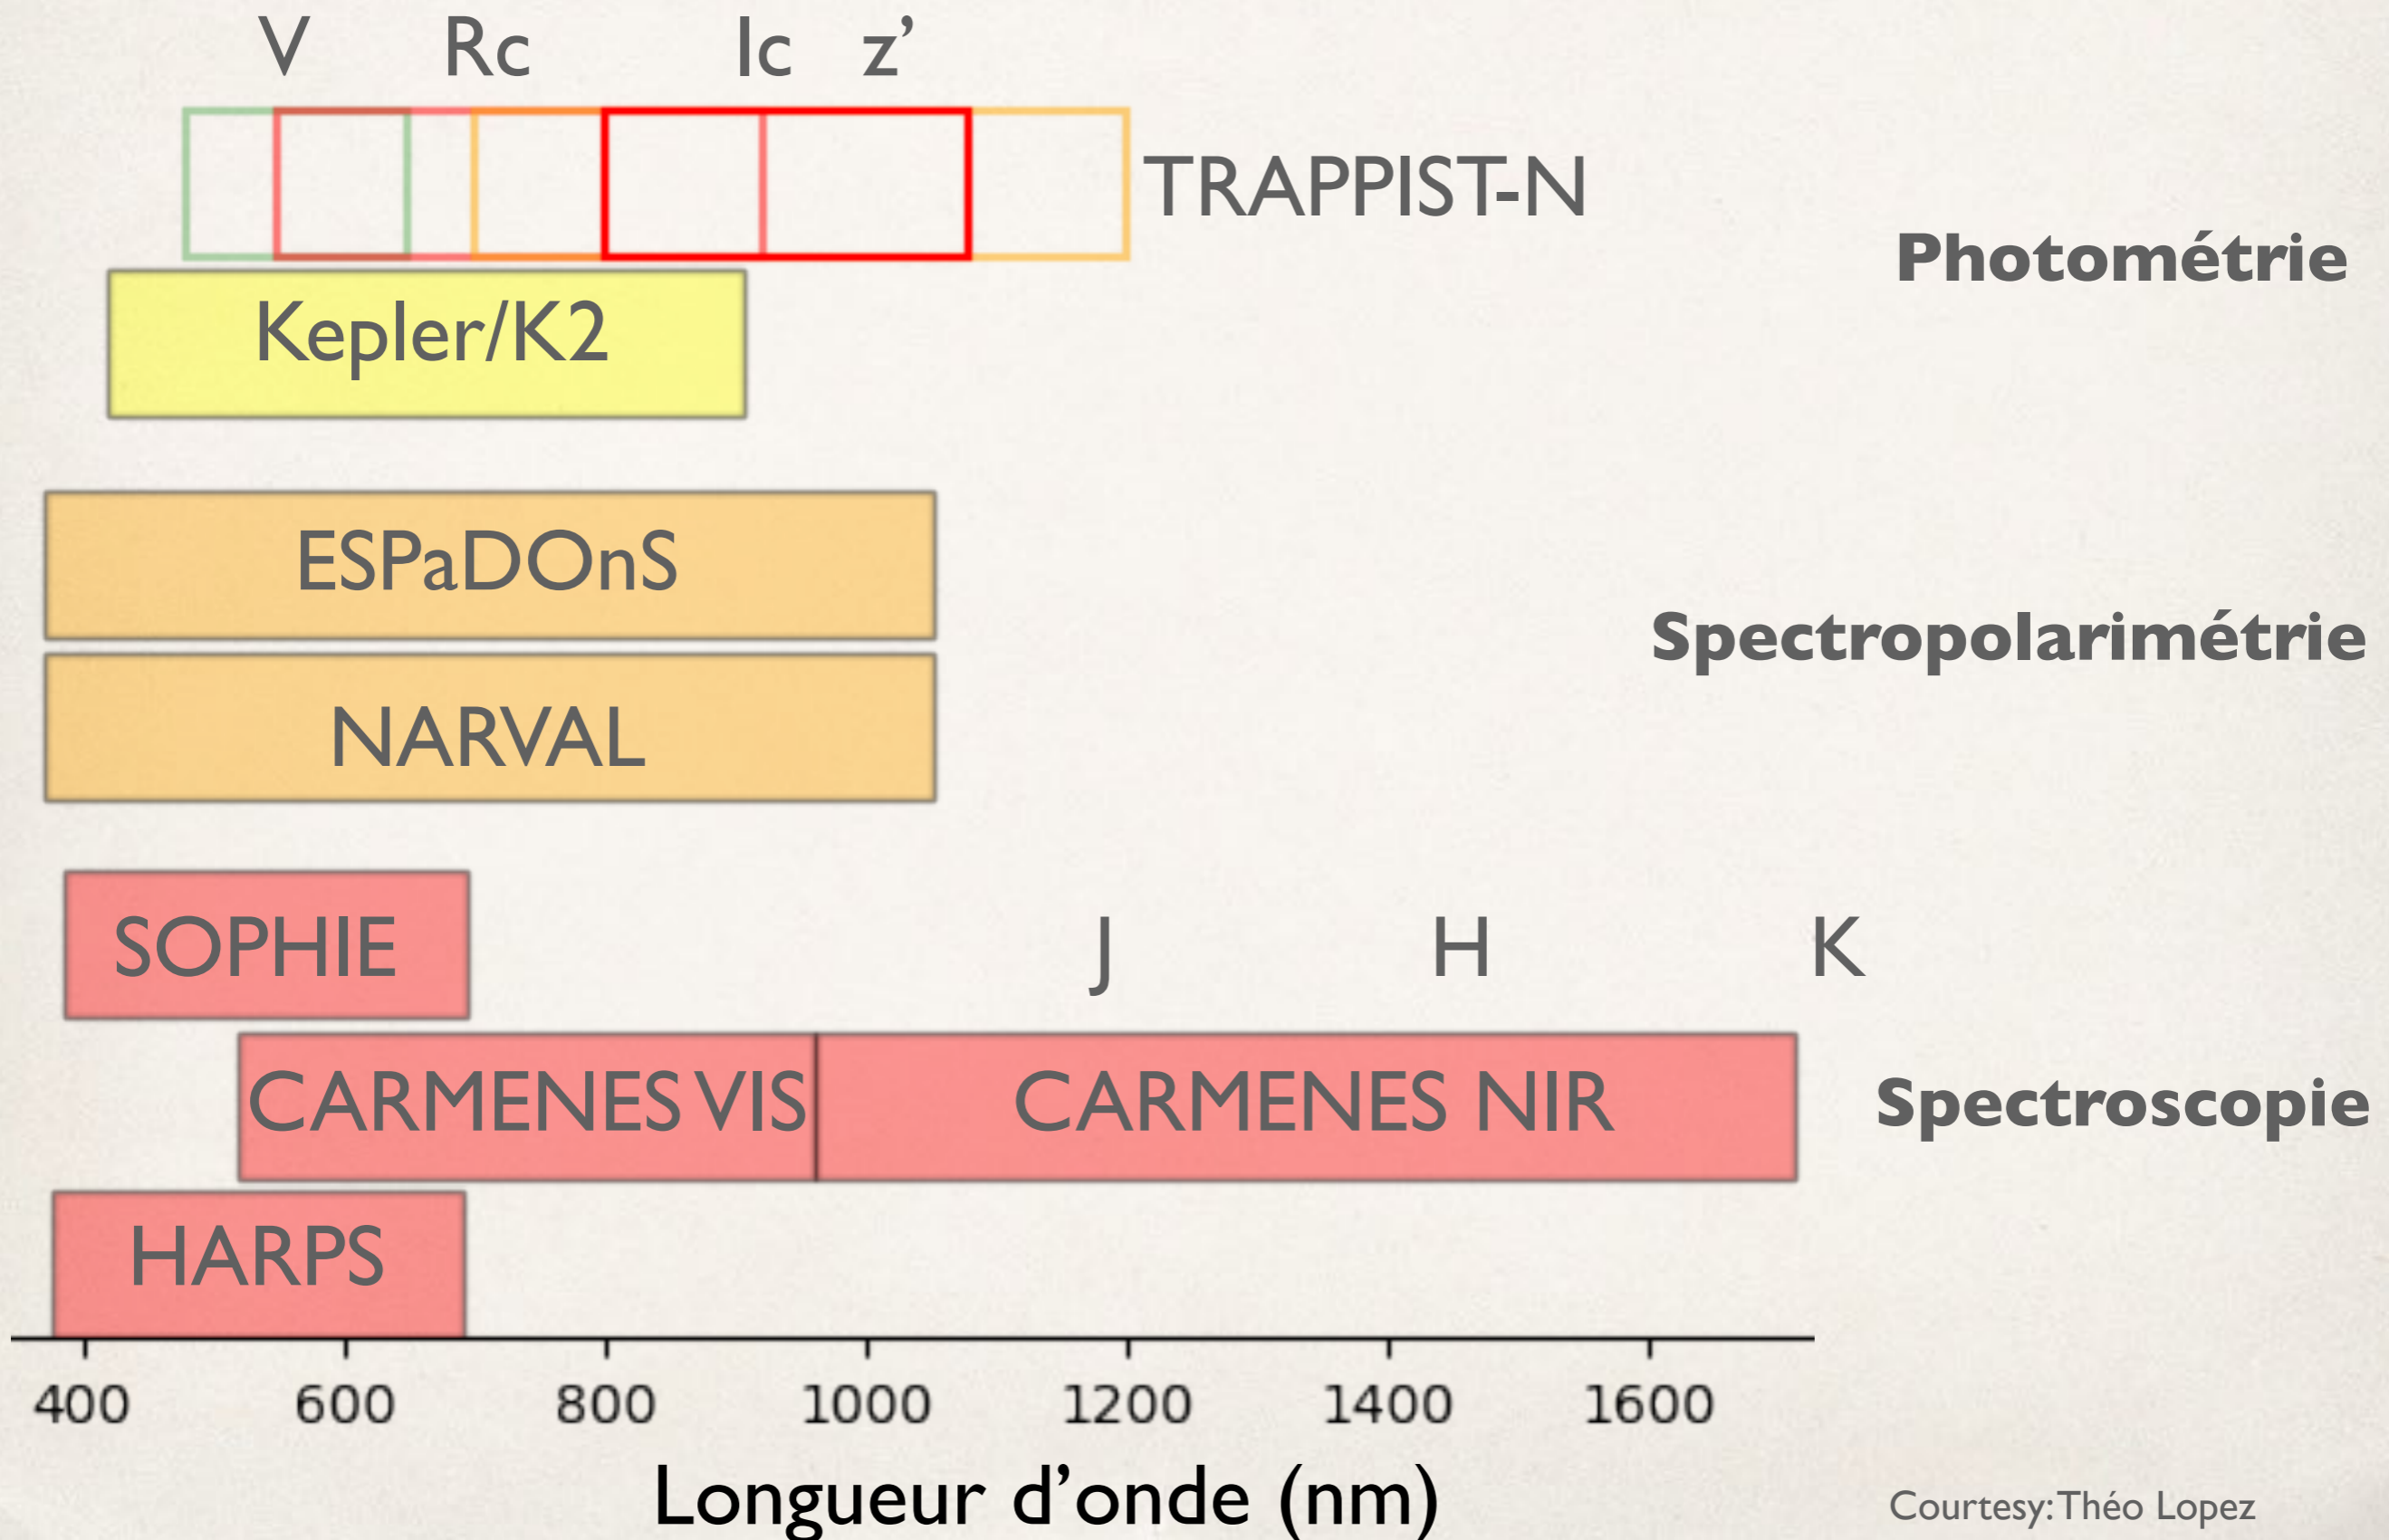 V Rc Ic z’
TRAPPIST-N
Photométrie
Kepler/K2
ESPaDOnS
Spectropolarimétrie
NARVAL
SOPHIE
J H K
CARMENES VIS CARMENES NIR
Spectroscopie
HARPS
400 600 800 1000 1200 1400 1600
Longueur d’onde (nm)
Courtesy: Théo Lopez